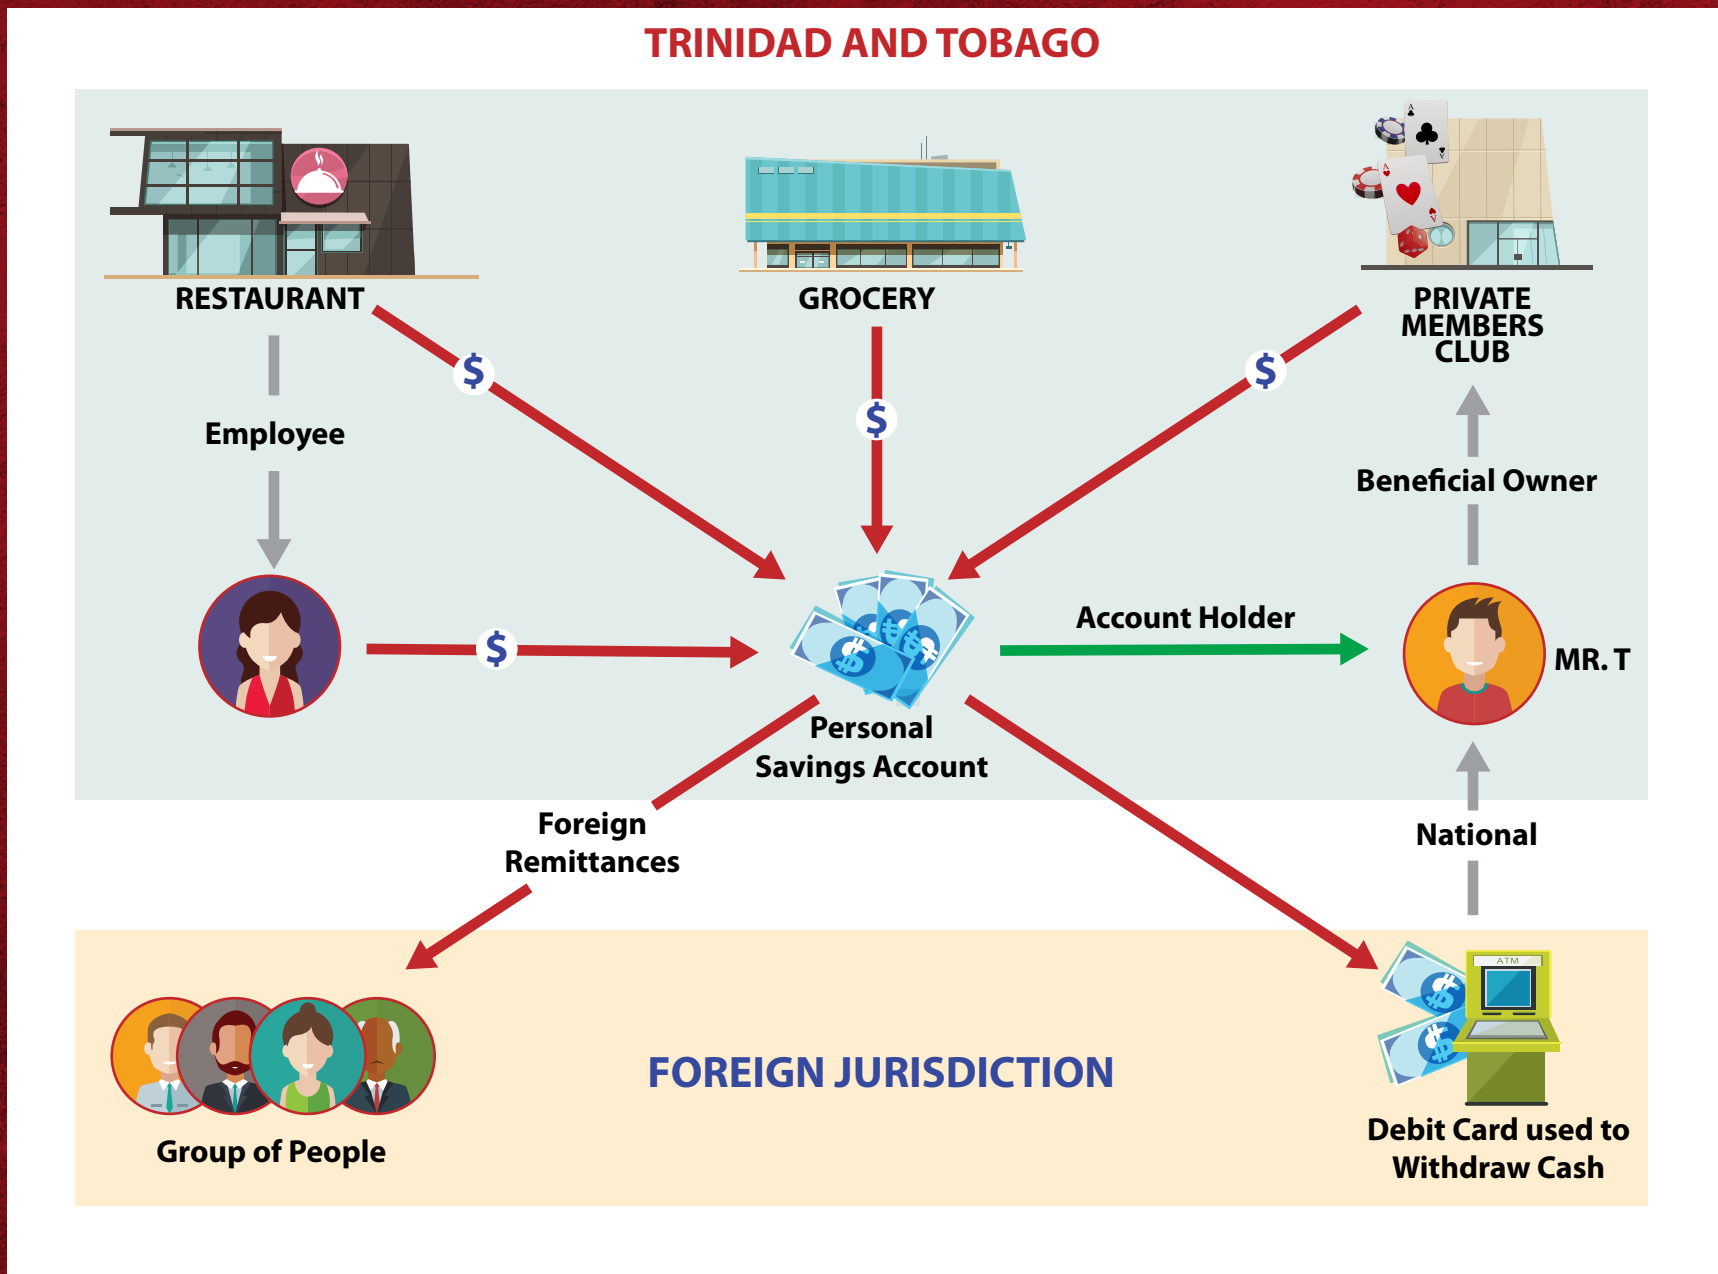 TRINIDAD AND TOBAGO
RESTAURANT
GROCERY
PRIVATE
MEMBERS
CLUB
$
$
$
Employee
Beneficial Owner
$
Account Holder
MR. T
Personal
Savings Account
Foreign
Remittances
National
ATM
FOREIGN JURISDICTION
Group of People
Debit Card used to
Withdraw Cash